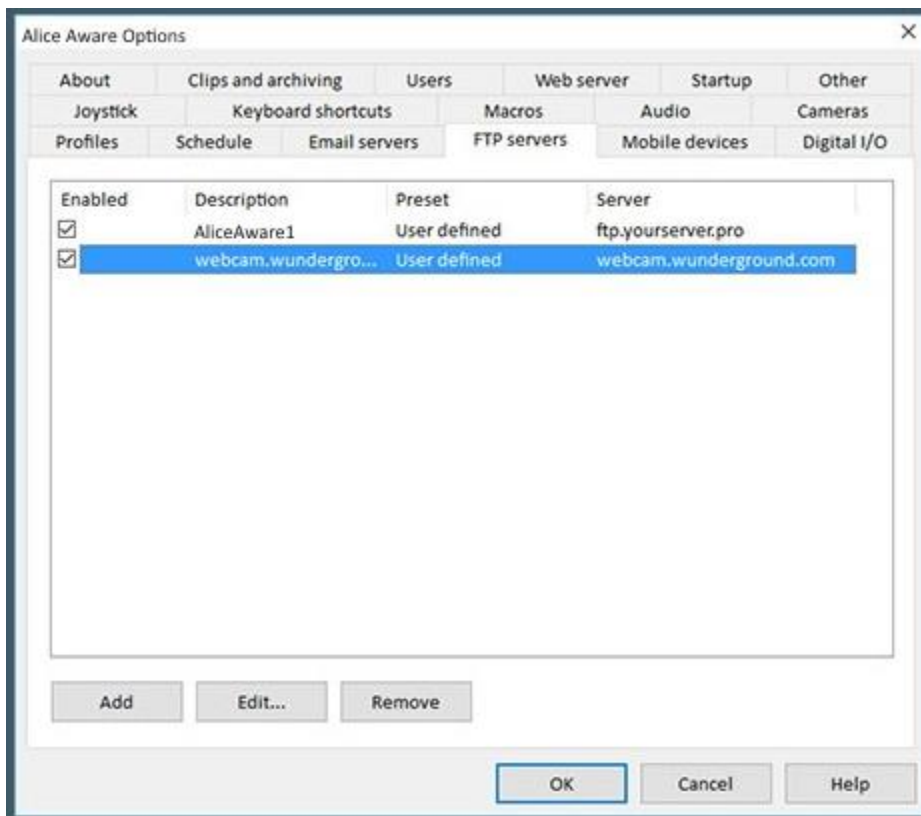 Alice Aware Options
About Clips and archiving Users Web server Startup Other
Joystick Keyboard shortcuts Macros Audio Cameras
Profiles Schedule Email servers FTP servers Mobile devices Digital I/O
Enabled Description Preset Server
AliceAware1 User defined ftp.yourserver.pro
webcam.wundergro... User defined webcam.wunderground.com
Add Edit... Remove
OK Cancel Help